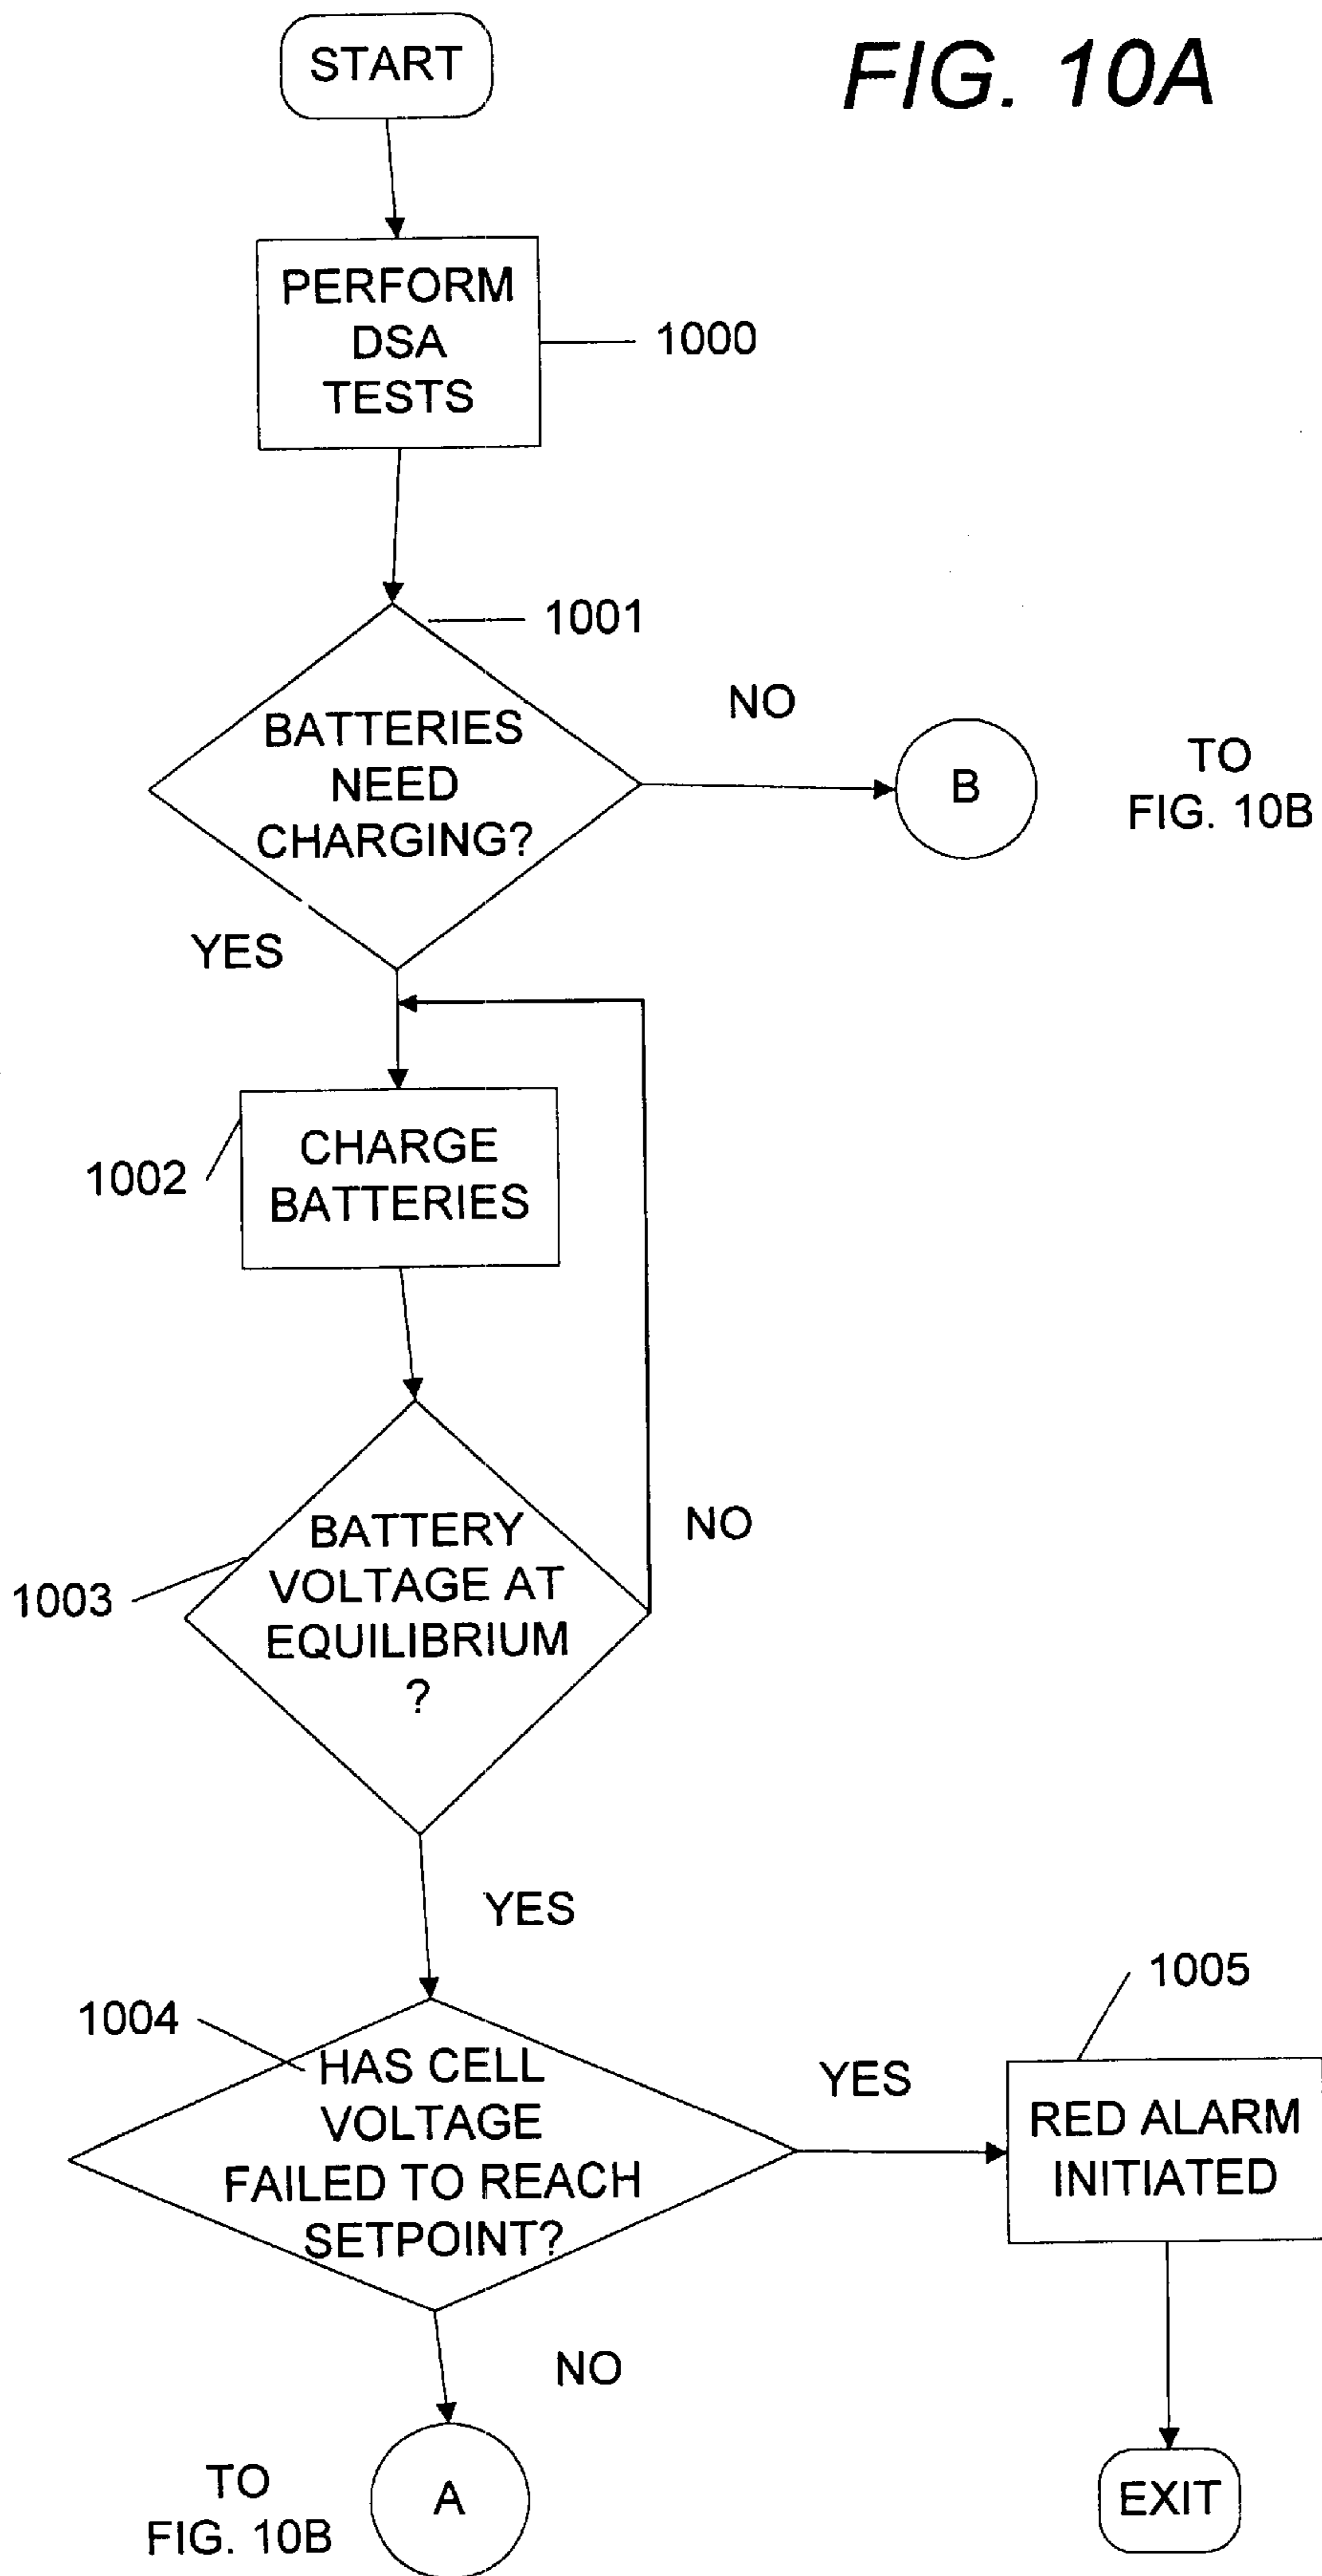 FIG. 10A
START
PERFORM
DSA
TESTS
1000
1001
BATTERIES
NEED
CHARGING?
NO
B
TO
FIG. 10B
YES
CHARGE
BATTERIES
1002
BATTERY
VOLTAGE AT
EQUILIBRIUM
?
1003
NO
YES
1004
HAS CELL
VOLTAGE
FAILED TO REACH
SETPOINT?
YES
1005
RED ALARM
INITIATED
NO
TO
FIG. 10B
A
EXIT